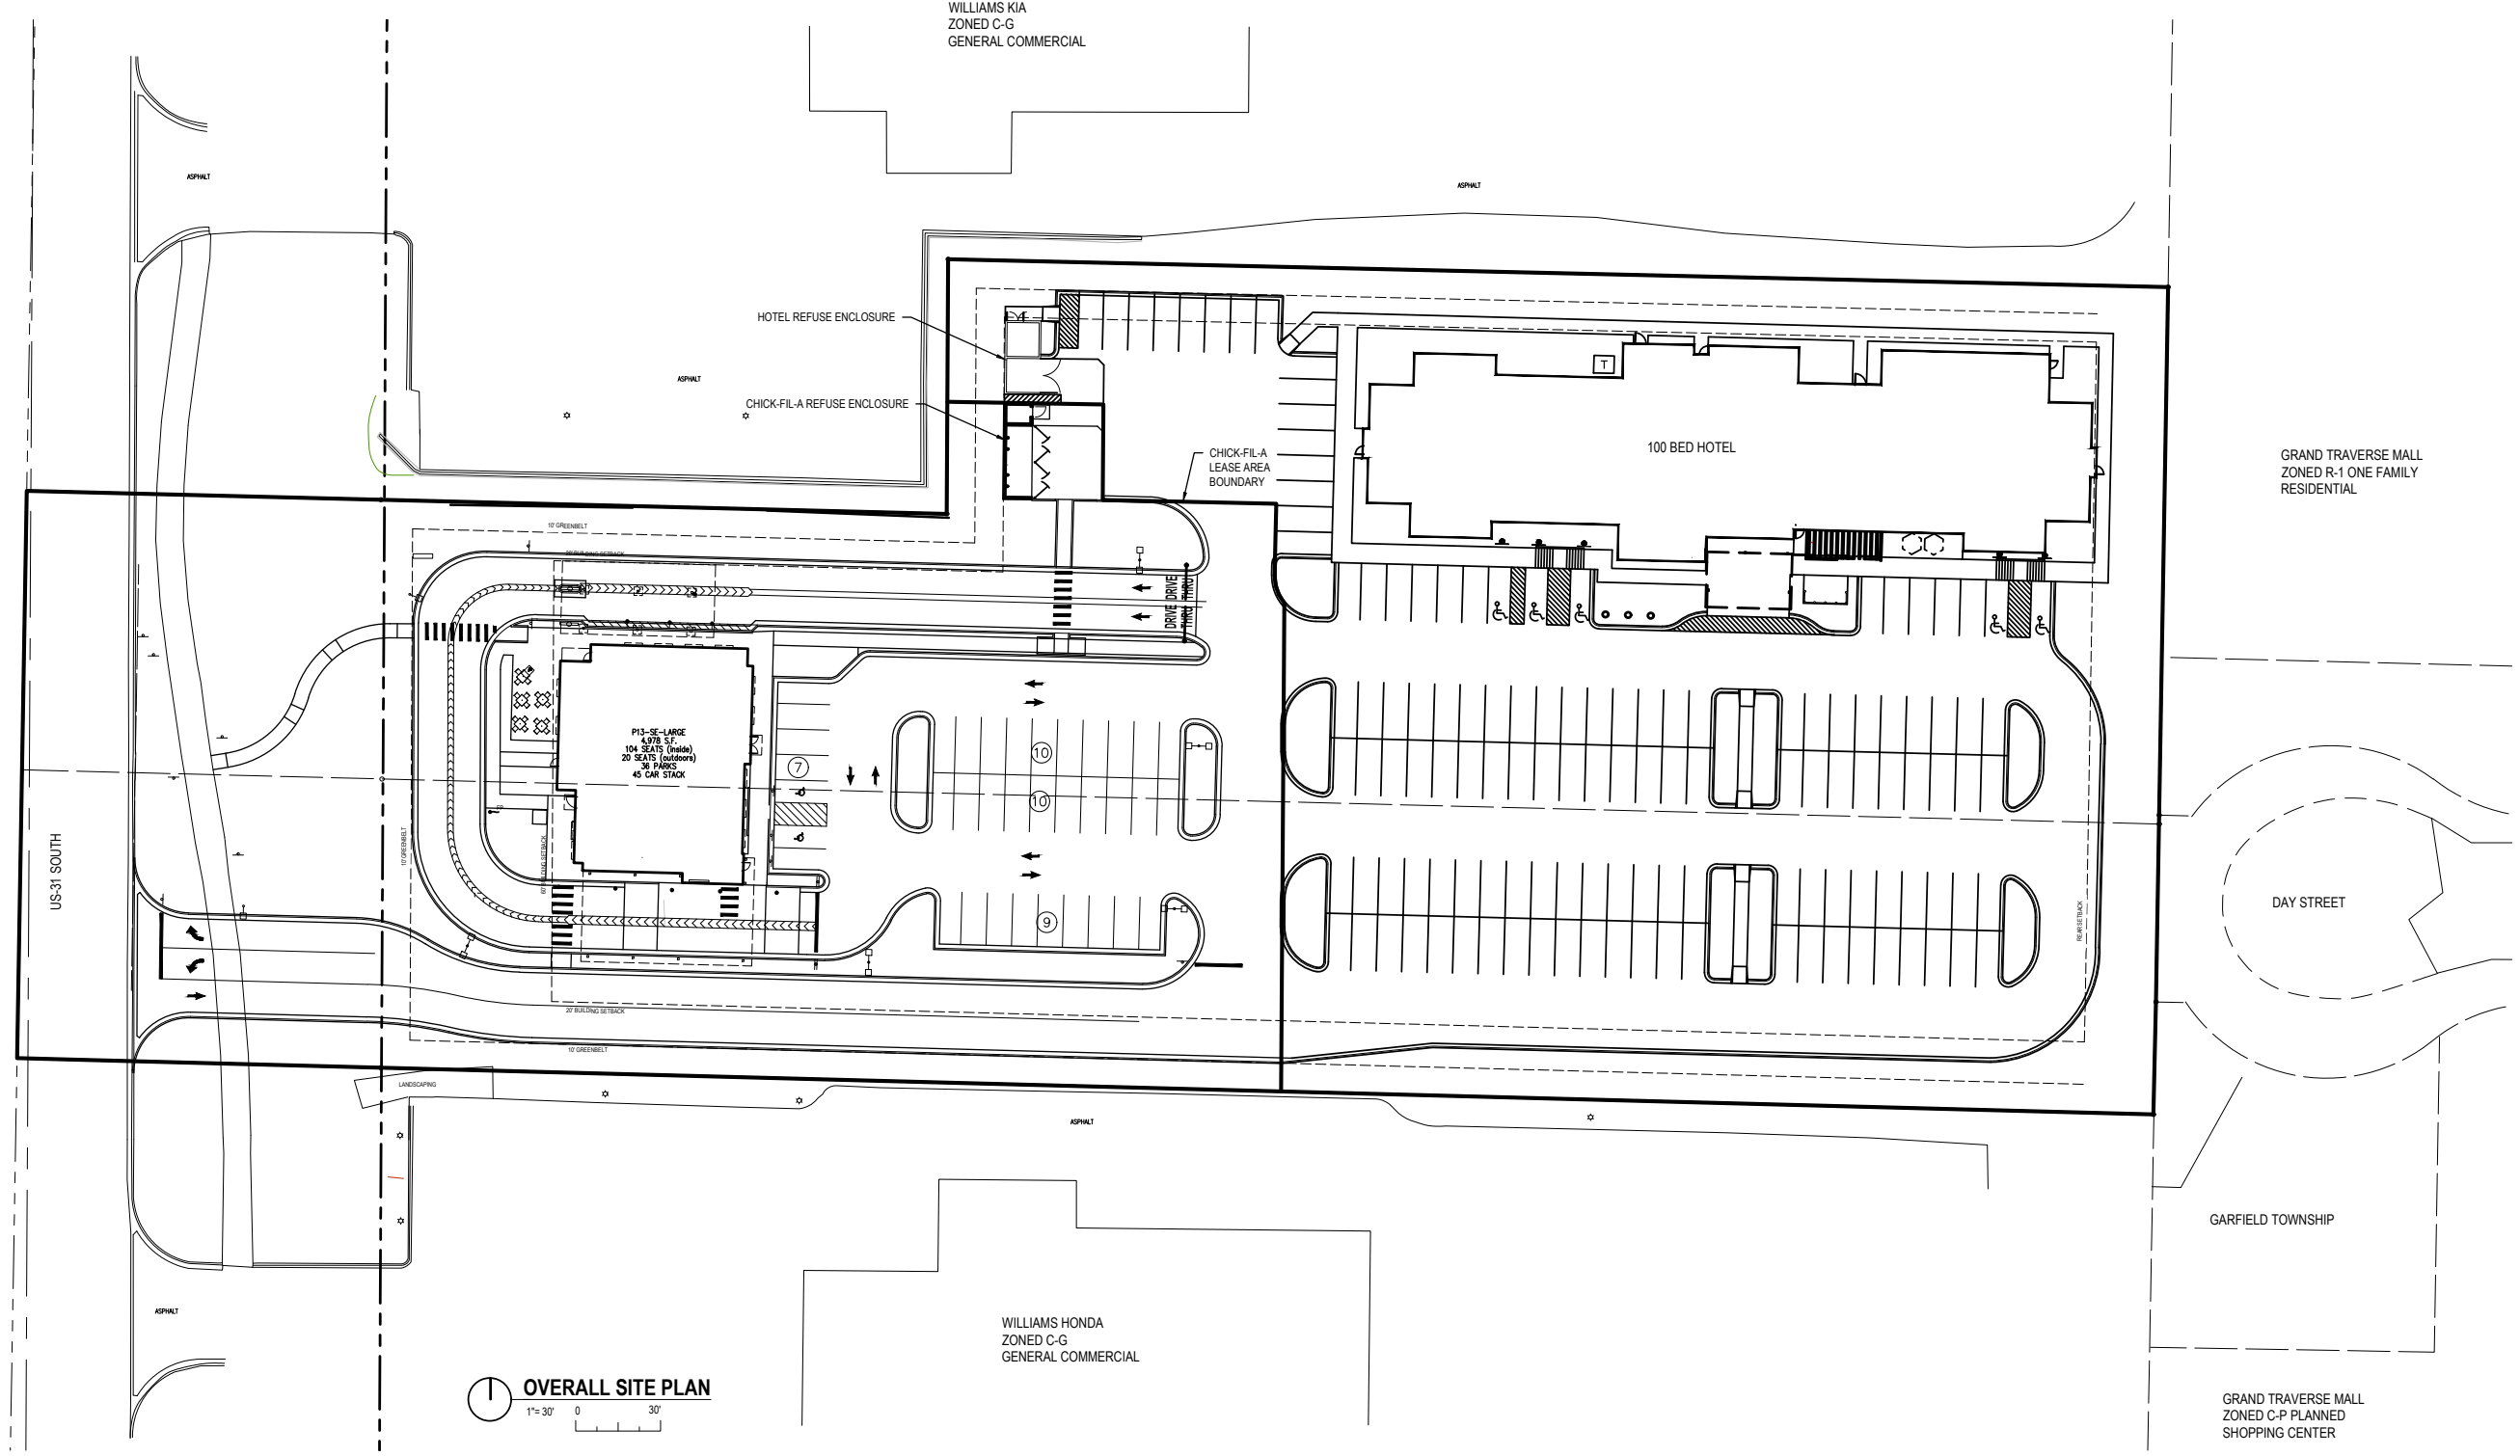 WILLIAMS KIA
ZONED C-G
GENERAL COMMERCIAL
ASPHALT
ASPHALT
HOTEL REFUSE ENCLOSURE
ASPHALT
CHICK-FIL-A REFUSE ENCLOSURE
T
100 BED HOTEL
CHICK-FIL-A
LEASE AREA
BOUNDARY
GRAND TRAVERSE MALL
ZONED R-1 ONE FAMILY
RESIDENTIAL
10' GREENBELT
20' BUILDING SETBACK
DRIVE THRU
DRIVE THRU
P13-SE-LARGE
4,978 S.F.
104 SEATS (inside)
20 SEATS (outdoors)
36 PARKS
45 CAR STACK
7
10
10
9
US-31 SOUTH
10' GREENBELT
60' BUILDING SETBACK
REAR SETBACK
DAY STREET
20' BUILDING SETBACK
10' GREENBELT
LANDSCAPING
ASPHALT
GARFIELD TOWNSHIP
ASPHALT
WILLIAMS HONDA
ZONED C-G
GENERAL COMMERCIAL
OVERALL SITE PLAN
1"= 30'
0
30'
GRAND TRAVERSE MALL
ZONED C-P PLANNED
SHOPPING CENTER